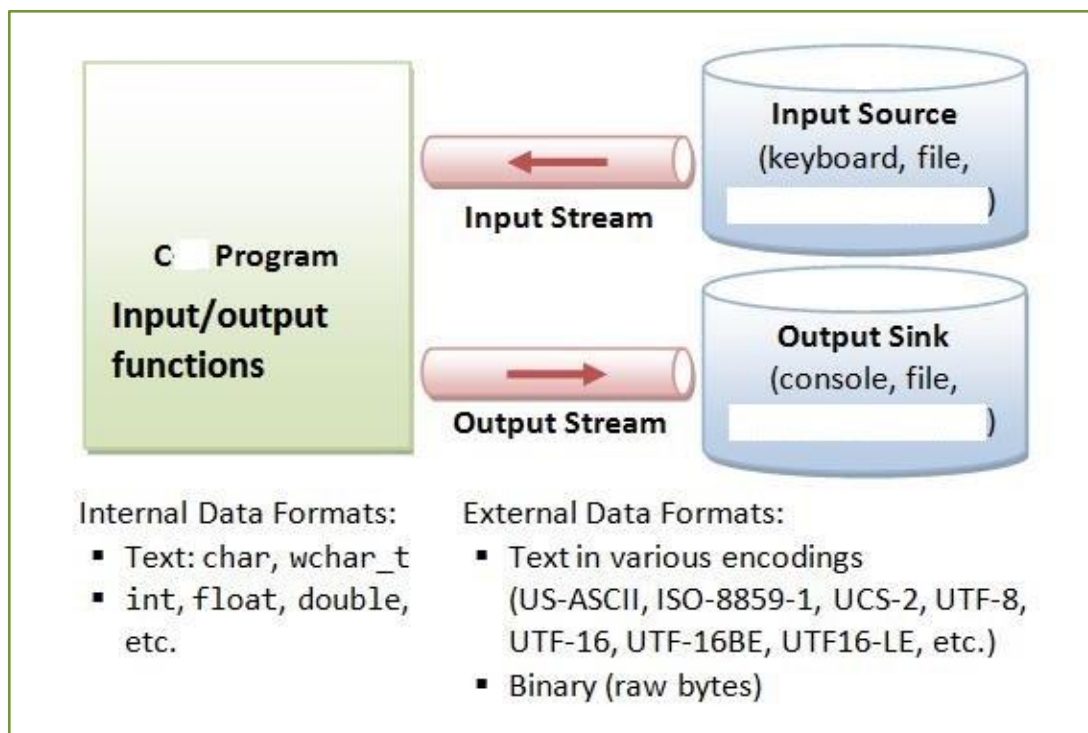 Input Source
(keyboard, file,
)
Input Stream
C Program
Input/output
functions
Output Sink
(console, file,
)
Output Stream
Internal Data Formats:
▪ Text: char, wchar_t
▪ int, float, double,
etc.
External Data Formats:
▪ Text in various encodings
(US-ASCII, ISO-8859-1, UCS-2, UTF-8,
UTF-16, UTF-16BE, UTF16-LE, etc.)
▪ Binary (raw bytes)